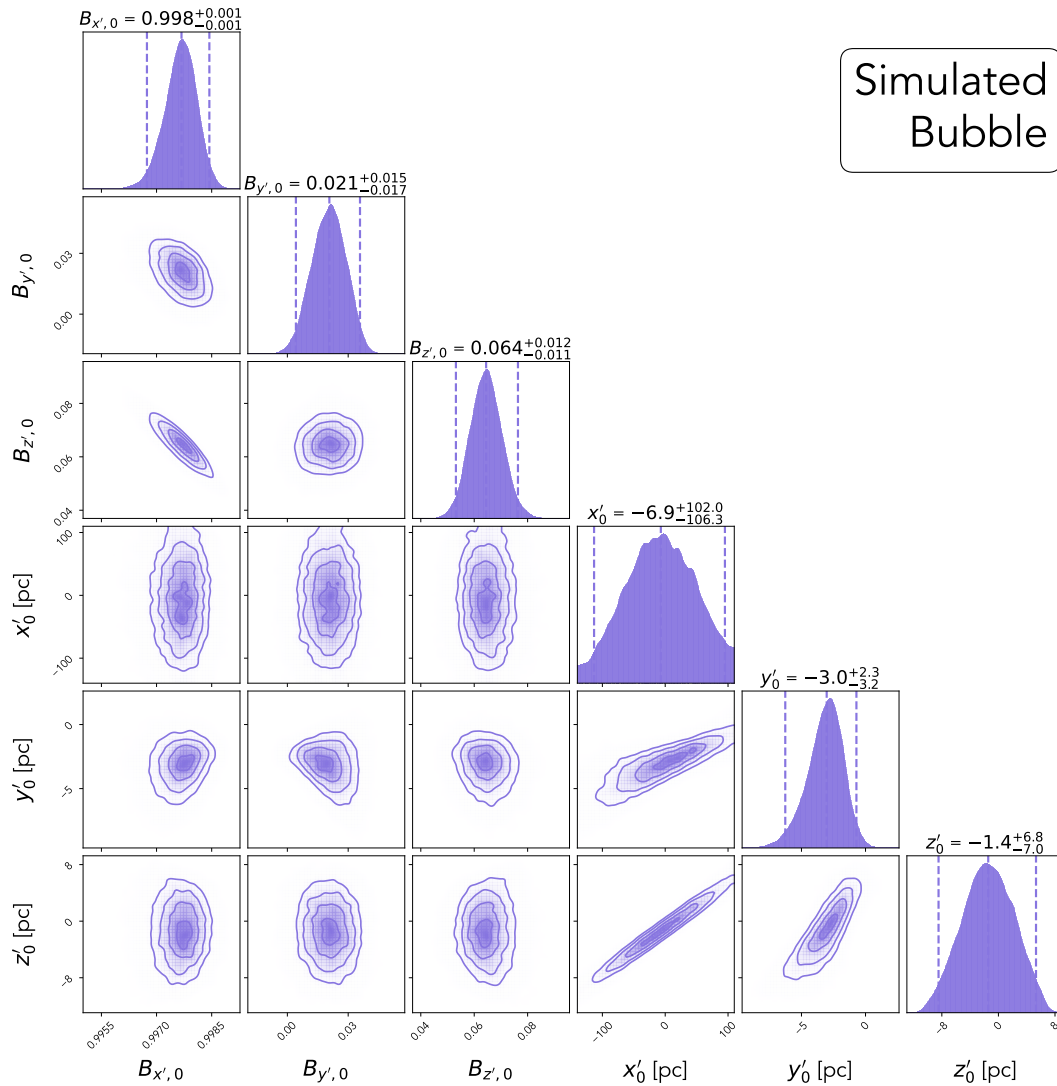 B_{x′,0} = 0.998^{+0.001}_{−0.001}
Simulated
Bubble
B_{y′,0} = 0.021^{+0.015}_{−0.017}
B_{y′,0}
0.03
0.00
B_{z′,0} = 0.064^{+0.012}_{−0.011}
B_{z′,0}
0.08
0.06
0.04
x′_0 = −6.9^{+102.0}_{−106.3}
x′_0 [pc]
100
0
−100
y′_0 = −3.0^{+2.3}_{−3.2}
y′_0 [pc]
0
−5
z′_0 = −1.4^{+6.8}_{−7.0}
z′_0 [pc]
8
0
−8
0.9955 0.9970 0.9985 0.00 0.03 0.04 0.06 0.08 −100 0 100 −5 0 −8 0 8
B_{x′,0} B_{y′,0} B_{z′,0} x′_0 [pc] y′_0 [pc] z′_0 [pc]